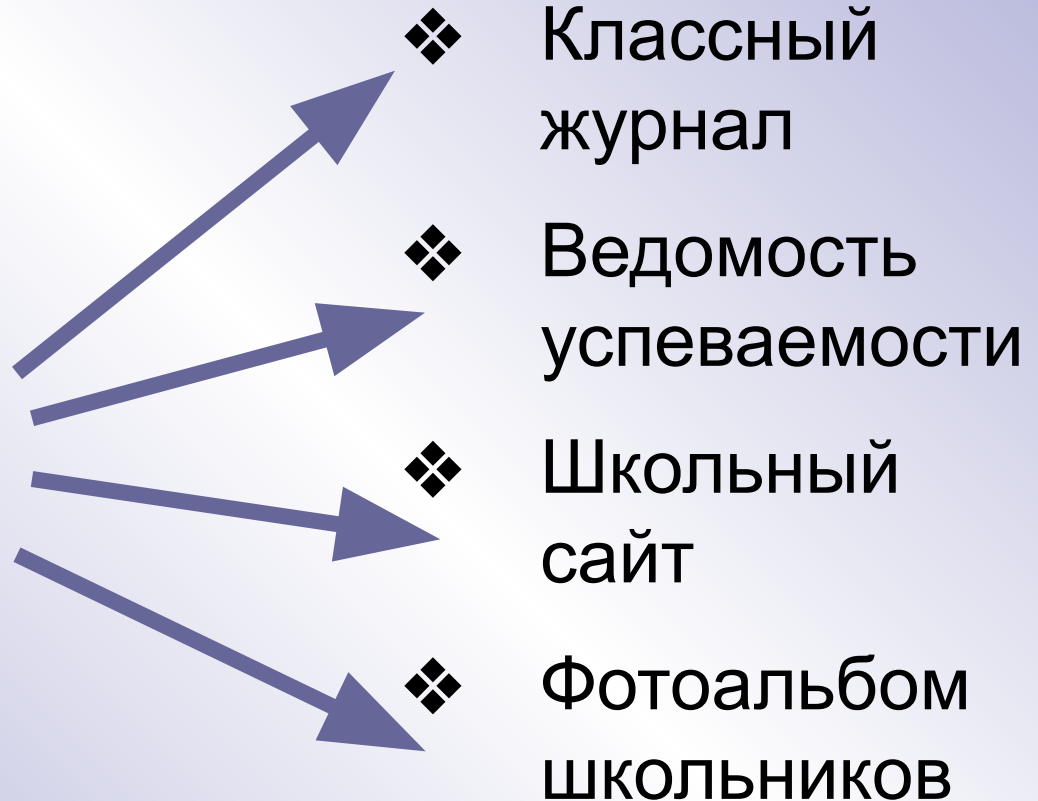 ❖ Классный
журнал
❖ Ведомость
успеваемости
❖ Школьный
сайт
❖ Фотоальбом
школьников